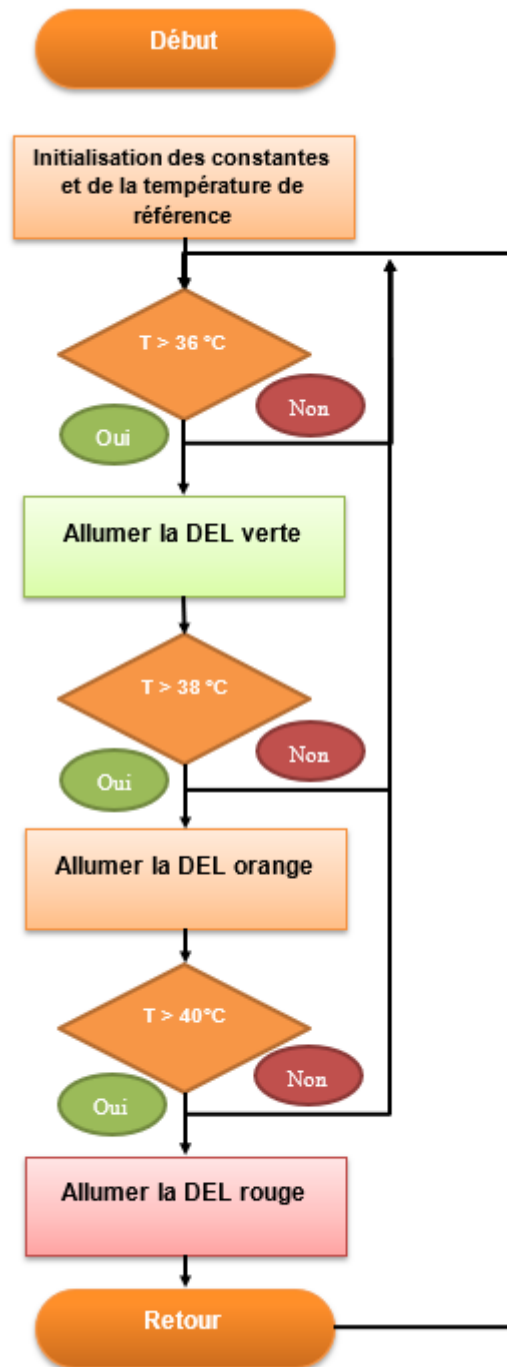 Début
Initialisation des constantes
et de la température de
référence
T > 36 °C
Non
Oui
Allumer la DEL verte
T > 38 °C
Non
Oui
Allumer la DEL orange
T > 40°C
Non
Oui
Allumer la DEL rouge
Retour